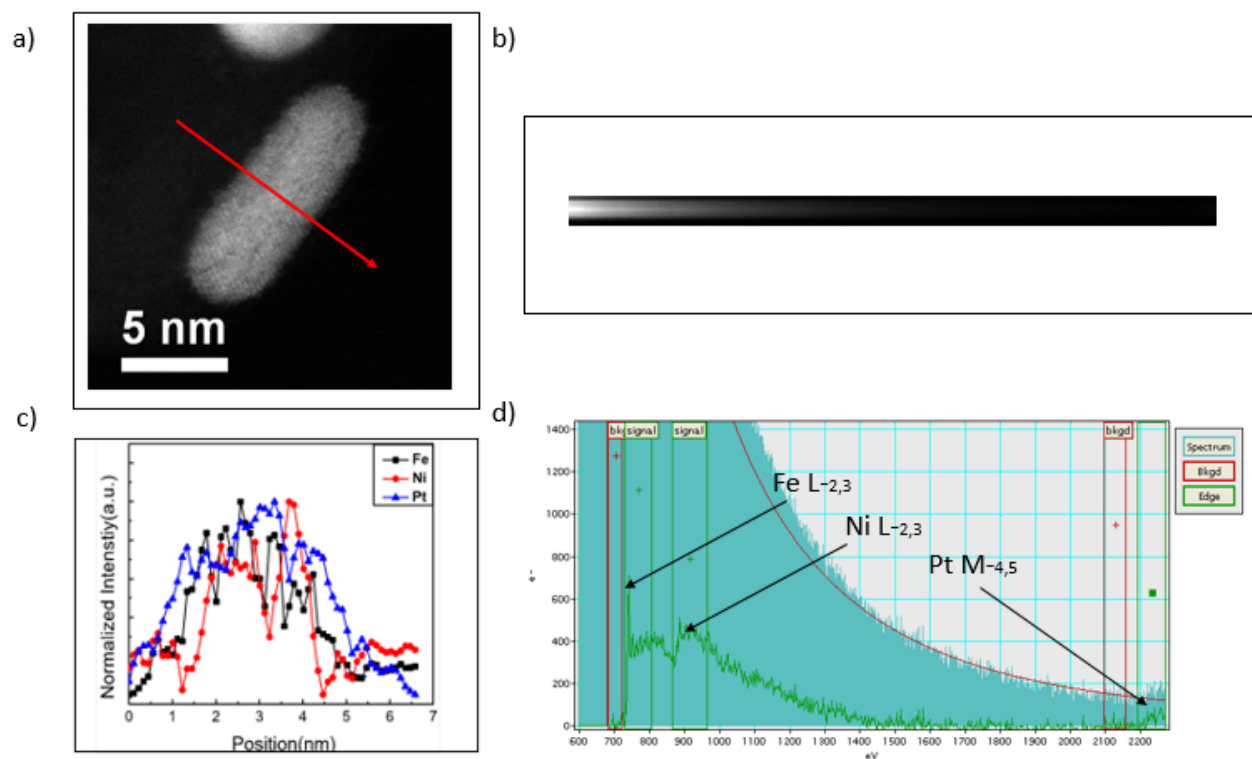 a)
5 nm
b)
c)
Fe
Ni
Pt
Normalized Intenstiy(a.u.)
0 1 2 3 4 5 6 7
Position(nm)
d)
1400
1200
1000
800
600
400
200
0
e-
signal
signal
bkgd
Fe L-2,3
Ni L-2,3
Pt M-4,5
600 700 800 900 1000 1100 1200 1300 1400 1500 1600 1700 1800 1900 2000 2100 2200
eV
Spectrum
Bkgd
Edge